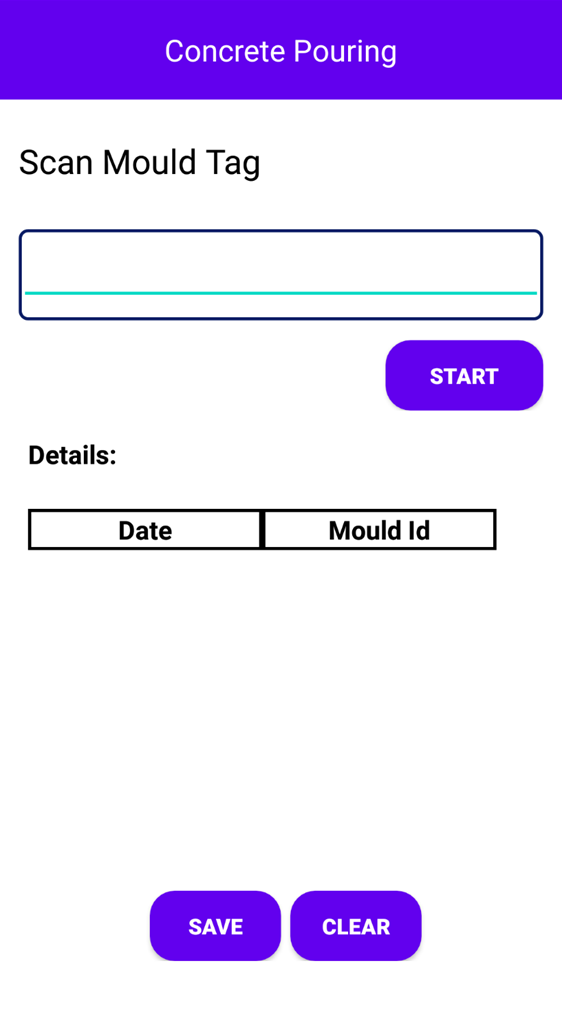 Concrete Pouring
Scan Mould Tag
START
Details:
Date Mould Id
SAVE CLEAR